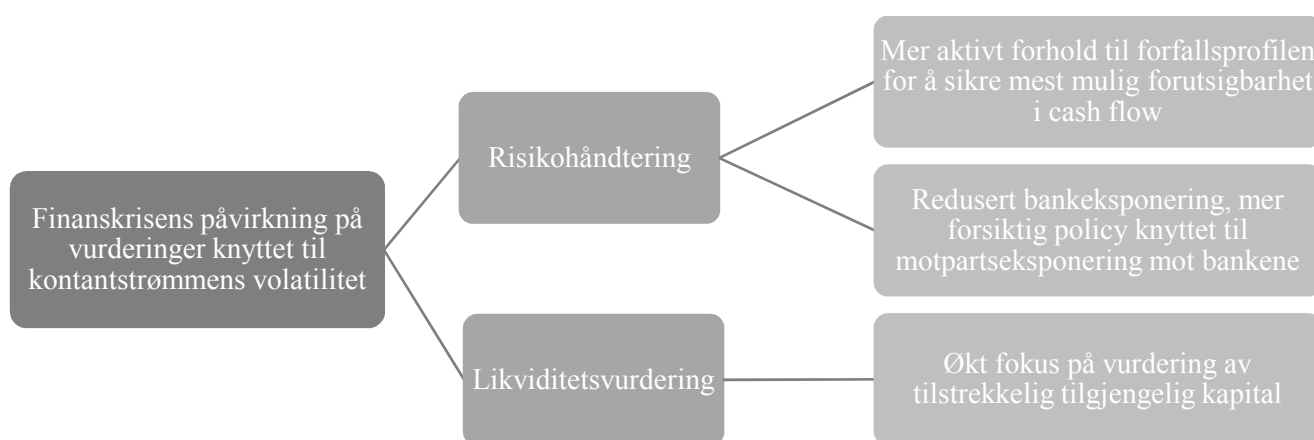 Finanskrisens påvirkning på
vurderinger knyttet til
kontantstrømmens volatilitet
Risikohåndtering
Mer aktivt forhold til forfallsprofilen
for å sikre mest mulig forutsigbarhet
i cash flow
Redusert bankeksponering, mer
forsiktig policy knyttet til
motpartseksponering mot bankene
Likviditetsvurdering
Økt fokus på vurdering av
tilstrekkelig tilgjengelig kapital